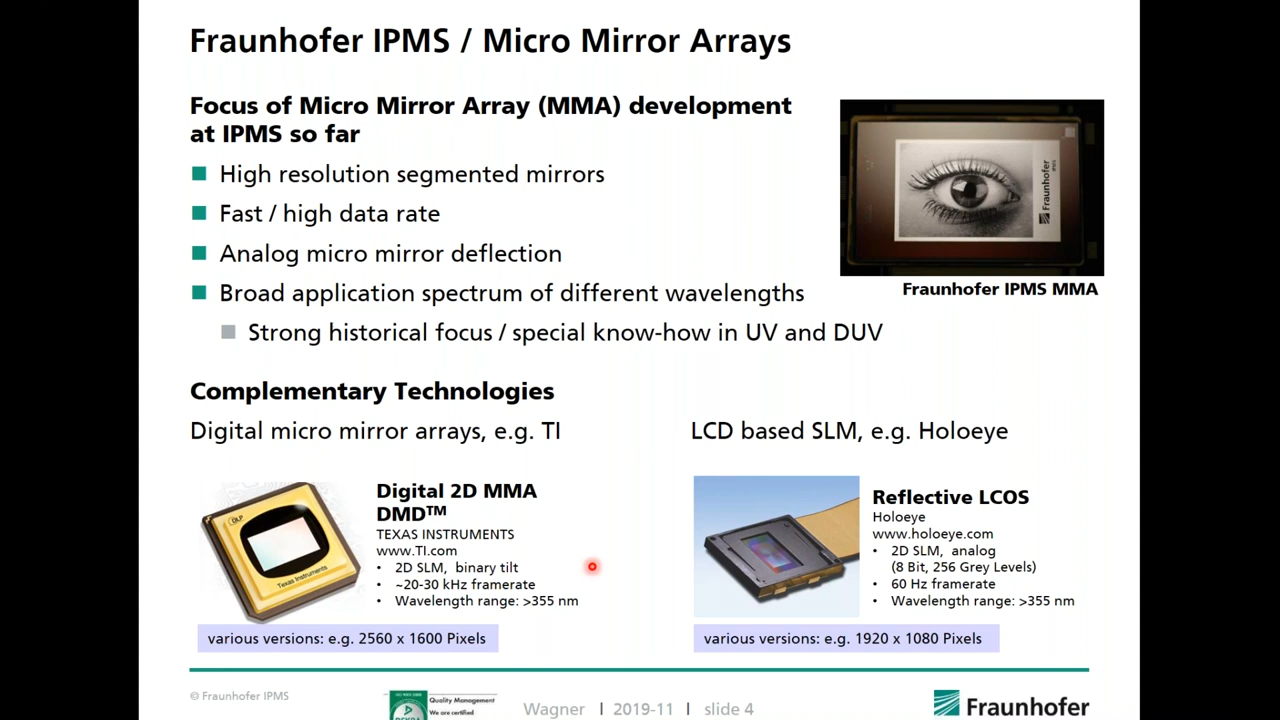 Fraunhofer IPMS / Micro Mirror Arrays
Focus of Micro Mirror Array (MMA) development
at IPMS so far
High resolution segmented mirrors
Fast / high data rate
Analog micro mirror deflection
Broad application spectrum of different wavelengths
Strong historical focus / special know-how in UV and DUV
Fraunhofer
IPMS
Fraunhofer IPMS MMA
Complementary Technologies
Digital micro mirror arrays, e.g. TI
DLP
Texas Instruments
Digital 2D MMA
DMD™
TEXAS INSTRUMENTS
www.TI.com
• 2D SLM, binary tilt
• ~20-30 kHz framerate
• Wavelength range: >355 nm
various versions: e.g. 2560 x 1600 Pixels
LCD based SLM, e.g. Holoeye
Reflective LCOS
Holoeye
www.holoeye.com
• 2D SLM, analog
(8 Bit, 256 Grey Levels)
• 60 Hz framerate
• Wavelength range: >355 nm
various versions: e.g. 1920 x 1080 Pixels
© Fraunhofer IPMS
Quality Management
We are certified
Wagner | 2019-11 | slide 4
Fraunhofer